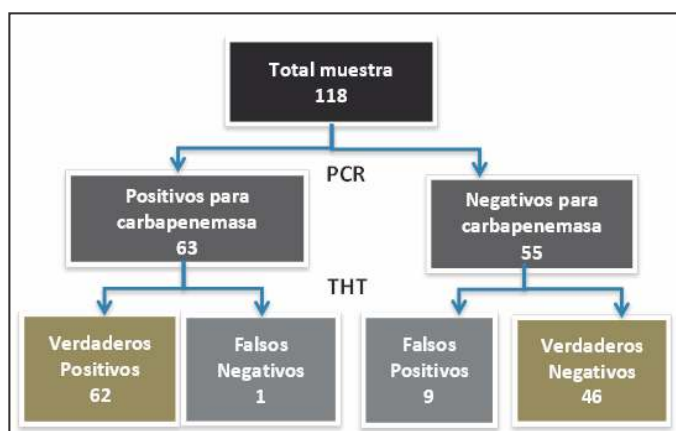 Total muestra
118
PCR
Positivos para
carbapenemasa
63
Negativos para
carbapenemasa
55
THT
Verdaderos
Positivos
62
Falsos
Negativos
1
Falsos
Positivos
9
Verdaderos
Negativos
46